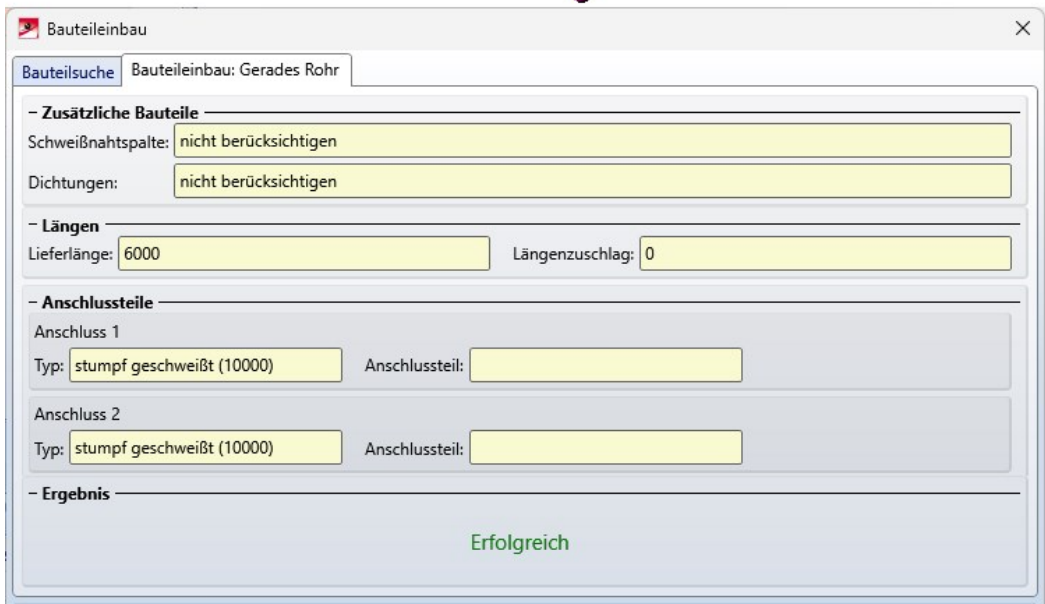 Bauteileinbau
Bauteilsuche Bauteileinbau: Gerades Rohr
– Zusätzliche Bauteile
Schweißnahtspalte: nicht berücksichtigen
Dichtungen: nicht berücksichtigen
– Längen
Lieferlänge: 6000 Längenzuschlag: 0
– Anschlussteile
Anschluss 1
Typ: stumpf geschweißt (10000) Anschlussteil:
Anschluss 2
Typ: stumpf geschweißt (10000) Anschlussteil:
– Ergebnis
Erfolgreich